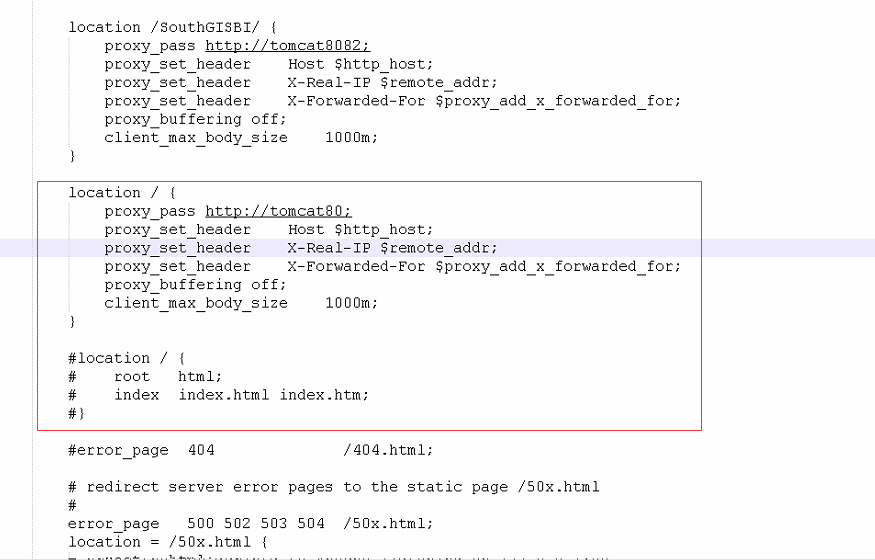 location /SouthGISBI/ {
proxy_pass http://tomcat8082;
proxy_set_header    Host $http_host;
proxy_set_header    X-Real-IP $remote_addr;
proxy_set_header    X-Forwarded-For $proxy_add_x_forwarded_for;
proxy_buffering off;
client_max_body_size    1000m;
}
location / {
proxy_pass http://tomcat80;
proxy_set_header    Host $http_host;
proxy_set_header    X-Real-IP $remote_addr;
proxy_set_header    X-Forwarded-For $proxy_add_x_forwarded_for;
proxy_buffering off;
client_max_body_size    1000m;
}
#location / {
#    root   html;
#    index  index.html index.htm;
#}
#error_page  404              /404.html;
# redirect server error pages to the static page /50x.html
#
error_page   500 502 503 504  /50x.html;
location = /50x.html {